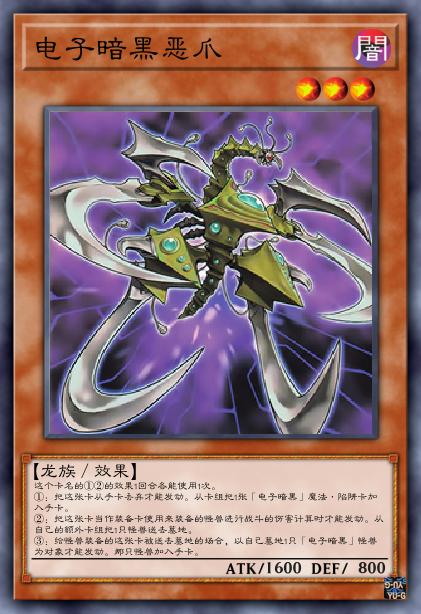 电子暗黑恶爪
闇
【龙族／效果】
这个卡名的①②的效果1回合各能使用1次。
①：把这张卡从手卡丢弃才能发动。从卡组把1张「电子暗黑」魔法·陷阱卡加
入手卡。
②：把这张卡当作装备卡使用来装备的怪兽进行战斗的伤害计算时才能发动。从
自己的额外卡组把1只怪兽送去墓地。
③：给怪兽装备的这张卡被送去墓地的场合，以自己墓地1只「电子暗黑」怪兽
为对象才能发动。那只怪兽加入手卡。
ATK/1600 DEF/ 800